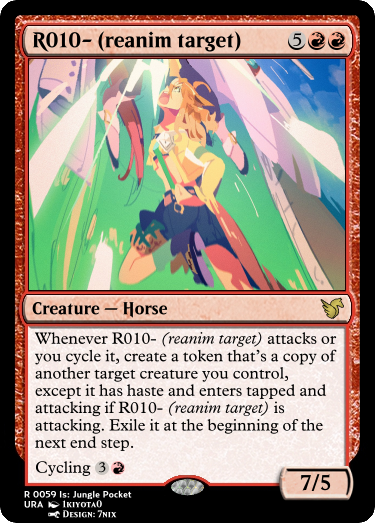 R010- (reanim target) 5
Creature — Horse
Whenever R010- (reanim target) attacks or
you cycle it, create a token that's a copy of
another target creature you control,
except it has haste and enters tapped and
attacking if R010- (reanim target) is
attacking. Exile it at the beginning of the
next end step.
Cycling 3
7/5
R 0059 Is: Jungle Pocket
URA Ikiyota0
Design: 7nix